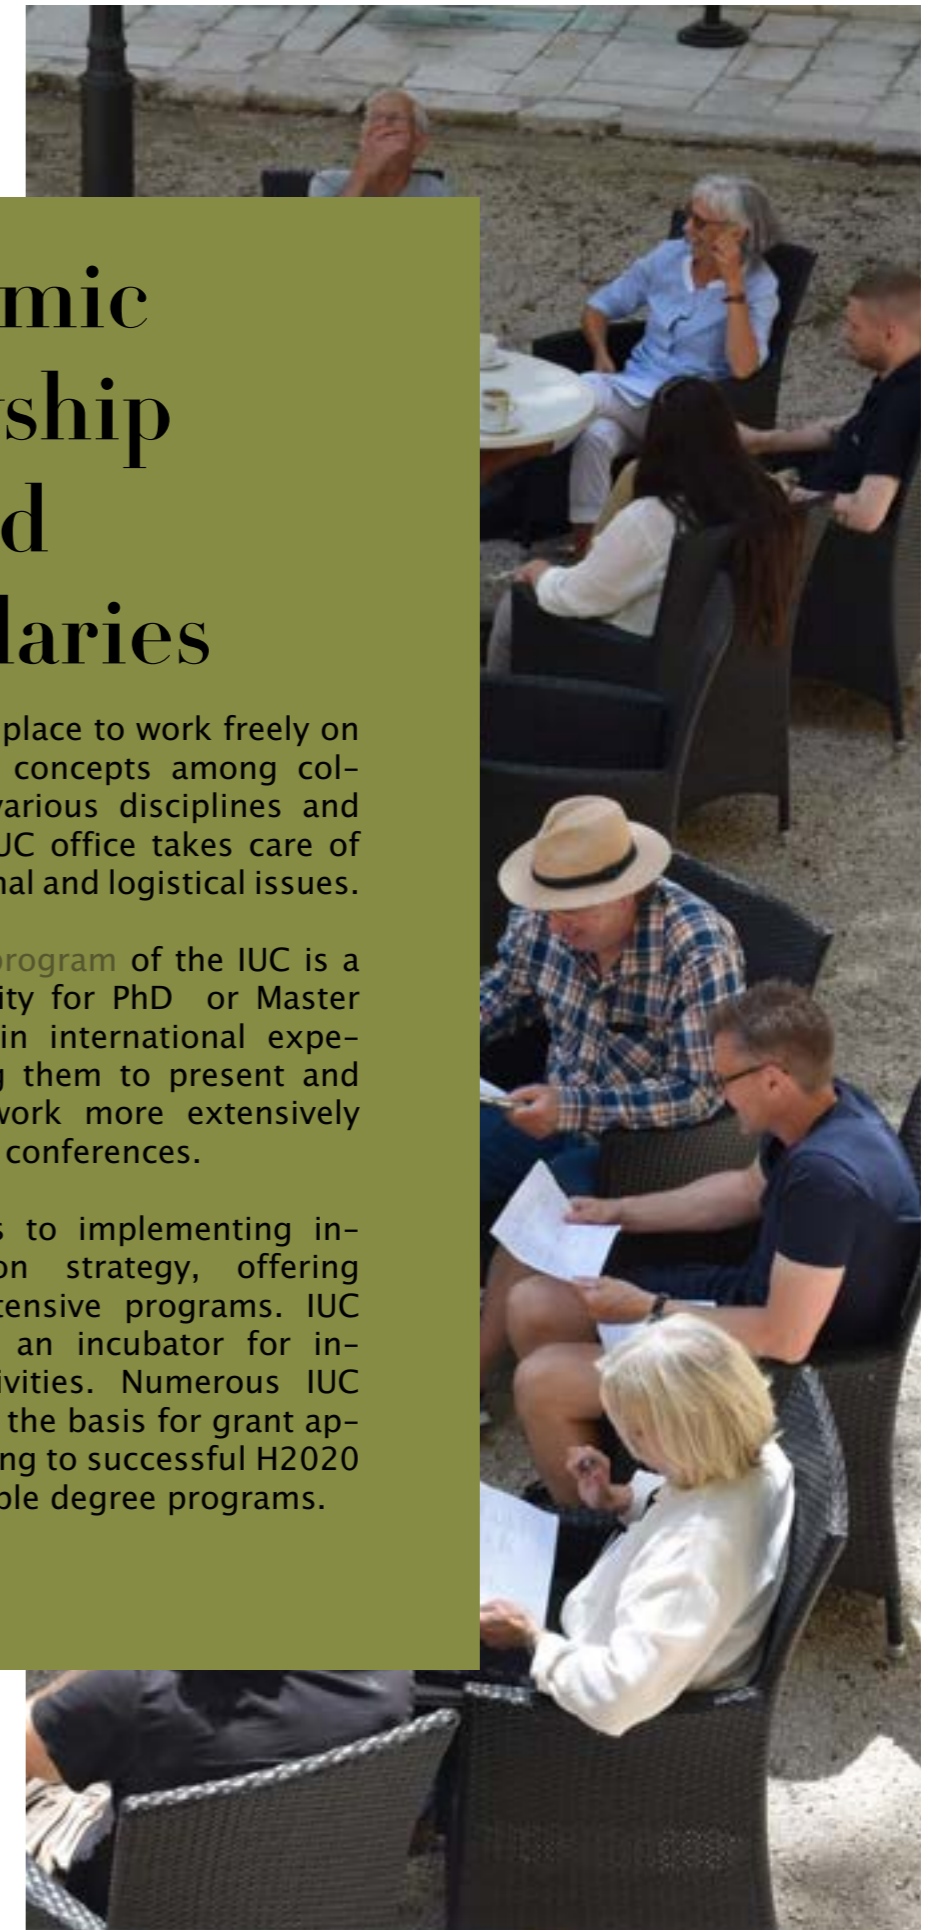 mic
ship
d
laries
place to work freely on
concepts among col-
various disciplines and
UC office takes care of
nal and logistical issues.
program of the IUC is a
ity for PhD or Master
in international expe-
g them to present and
work more extensively
conferences.
s to implementing in-
on strategy, offering
tensive programs. IUC
an incubator for in-
ivities. Numerous IUC
the basis for grant ap-
ng to successful H2020
ple degree programs.